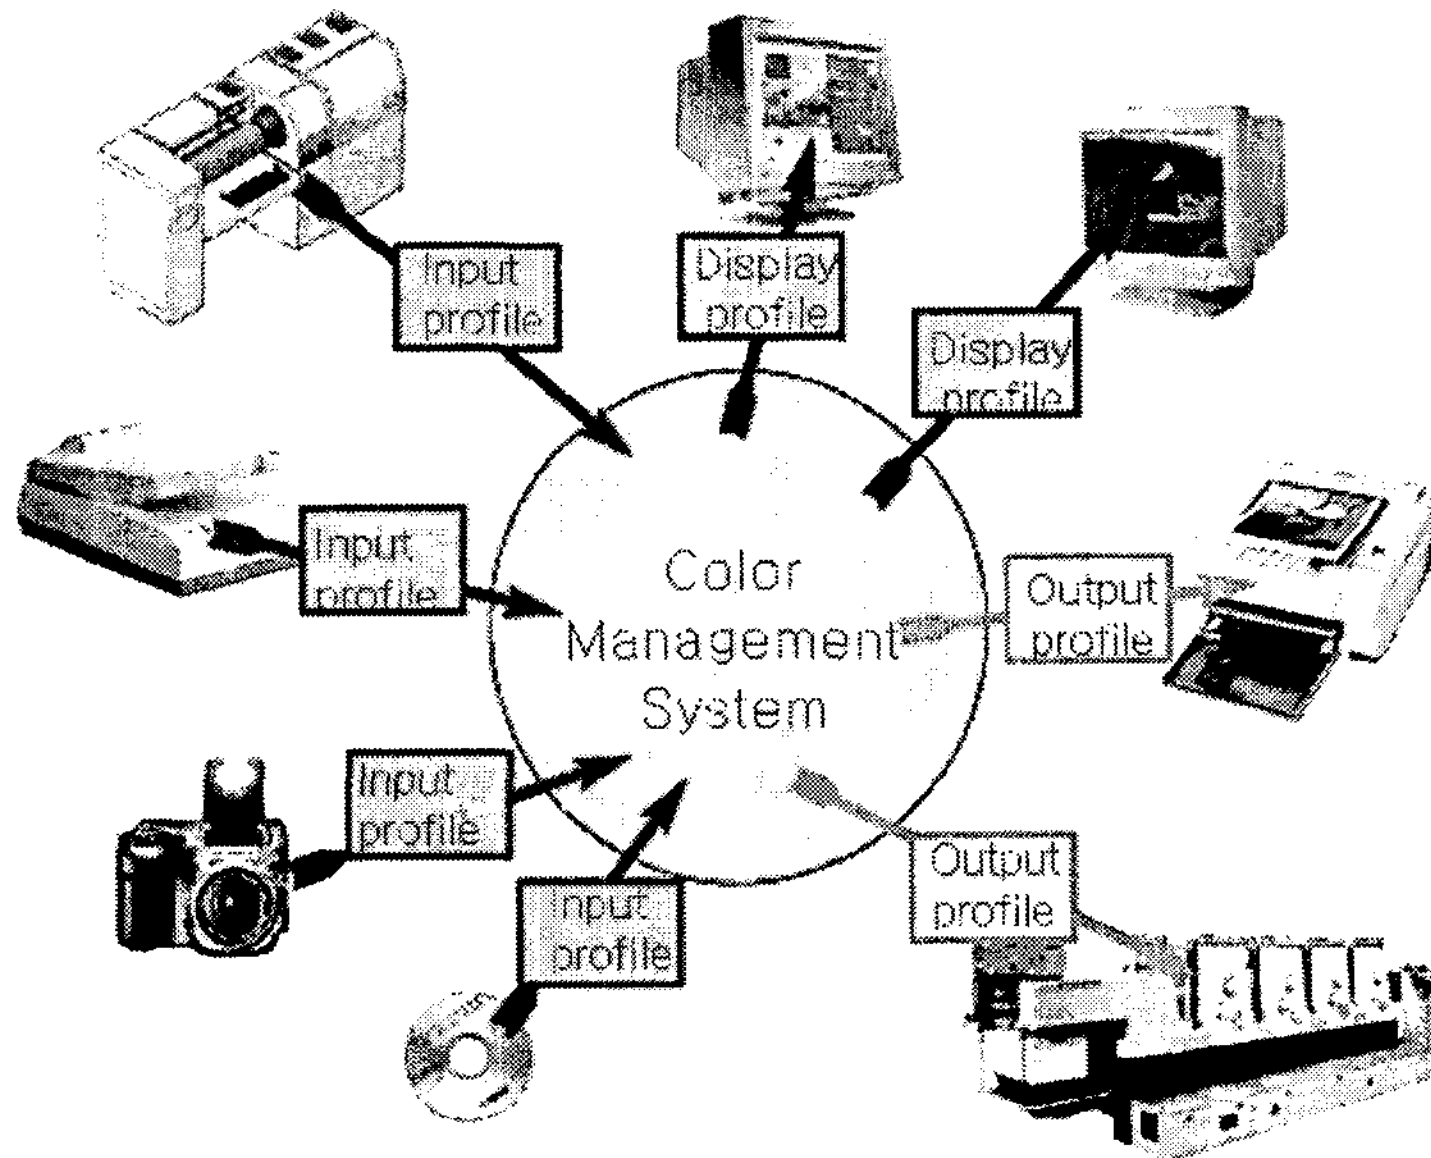 Input
profile
Display
profile
Display
profile
Input
profile
Color
Management
System
Output
profile
Input
profile
Input
profile
Output
profile